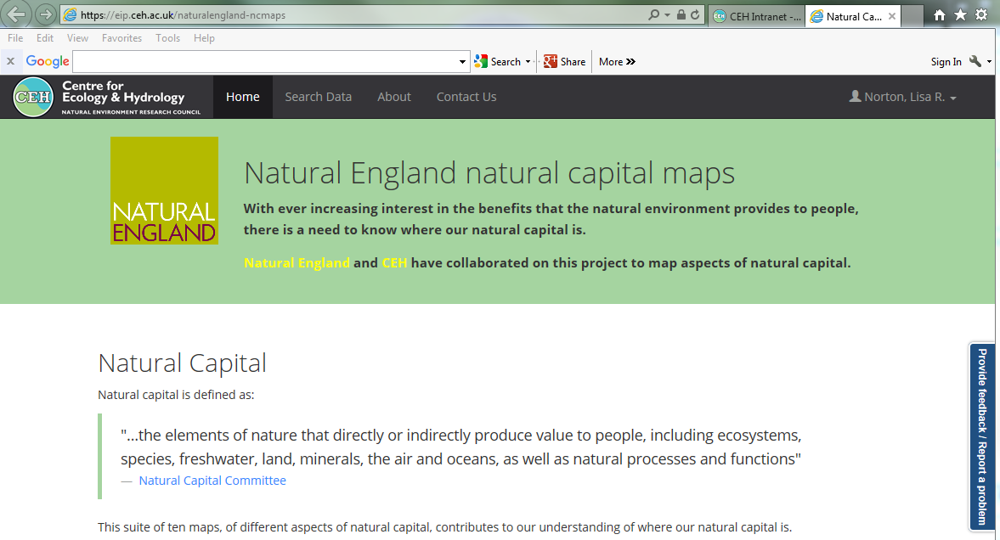 https://eip.ceh.ac.uk/naturalengland-ncmaps
CEH Intranet -...
Natural Ca...
File Edit View Favorites Tools Help
Google
Search
Share
More
Sign In
CEH
Centre for
Ecology & Hydrology
NATURAL ENVIRONMENT RESEARCH COUNCIL
Home
Search Data
About
Contact Us
Norton, Lisa R.
NATURAL
ENGLAND
Natural England natural capital maps
With ever increasing interest in the benefits that the natural environment provides to people,
there is a need to know where our natural capital is.
Natural England and CEH have collaborated on this project to map aspects of natural capital.
Natural Capital
Natural capital is defined as:
"...the elements of nature that directly or indirectly produce value to people, including ecosystems,
species, freshwater, land, minerals, the air and oceans, as well as natural processes and functions"
— Natural Capital Committee
This suite of ten maps, of different aspects of natural capital, contributes to our understanding of where our natural capital is.
Provide feedback / Report a problem